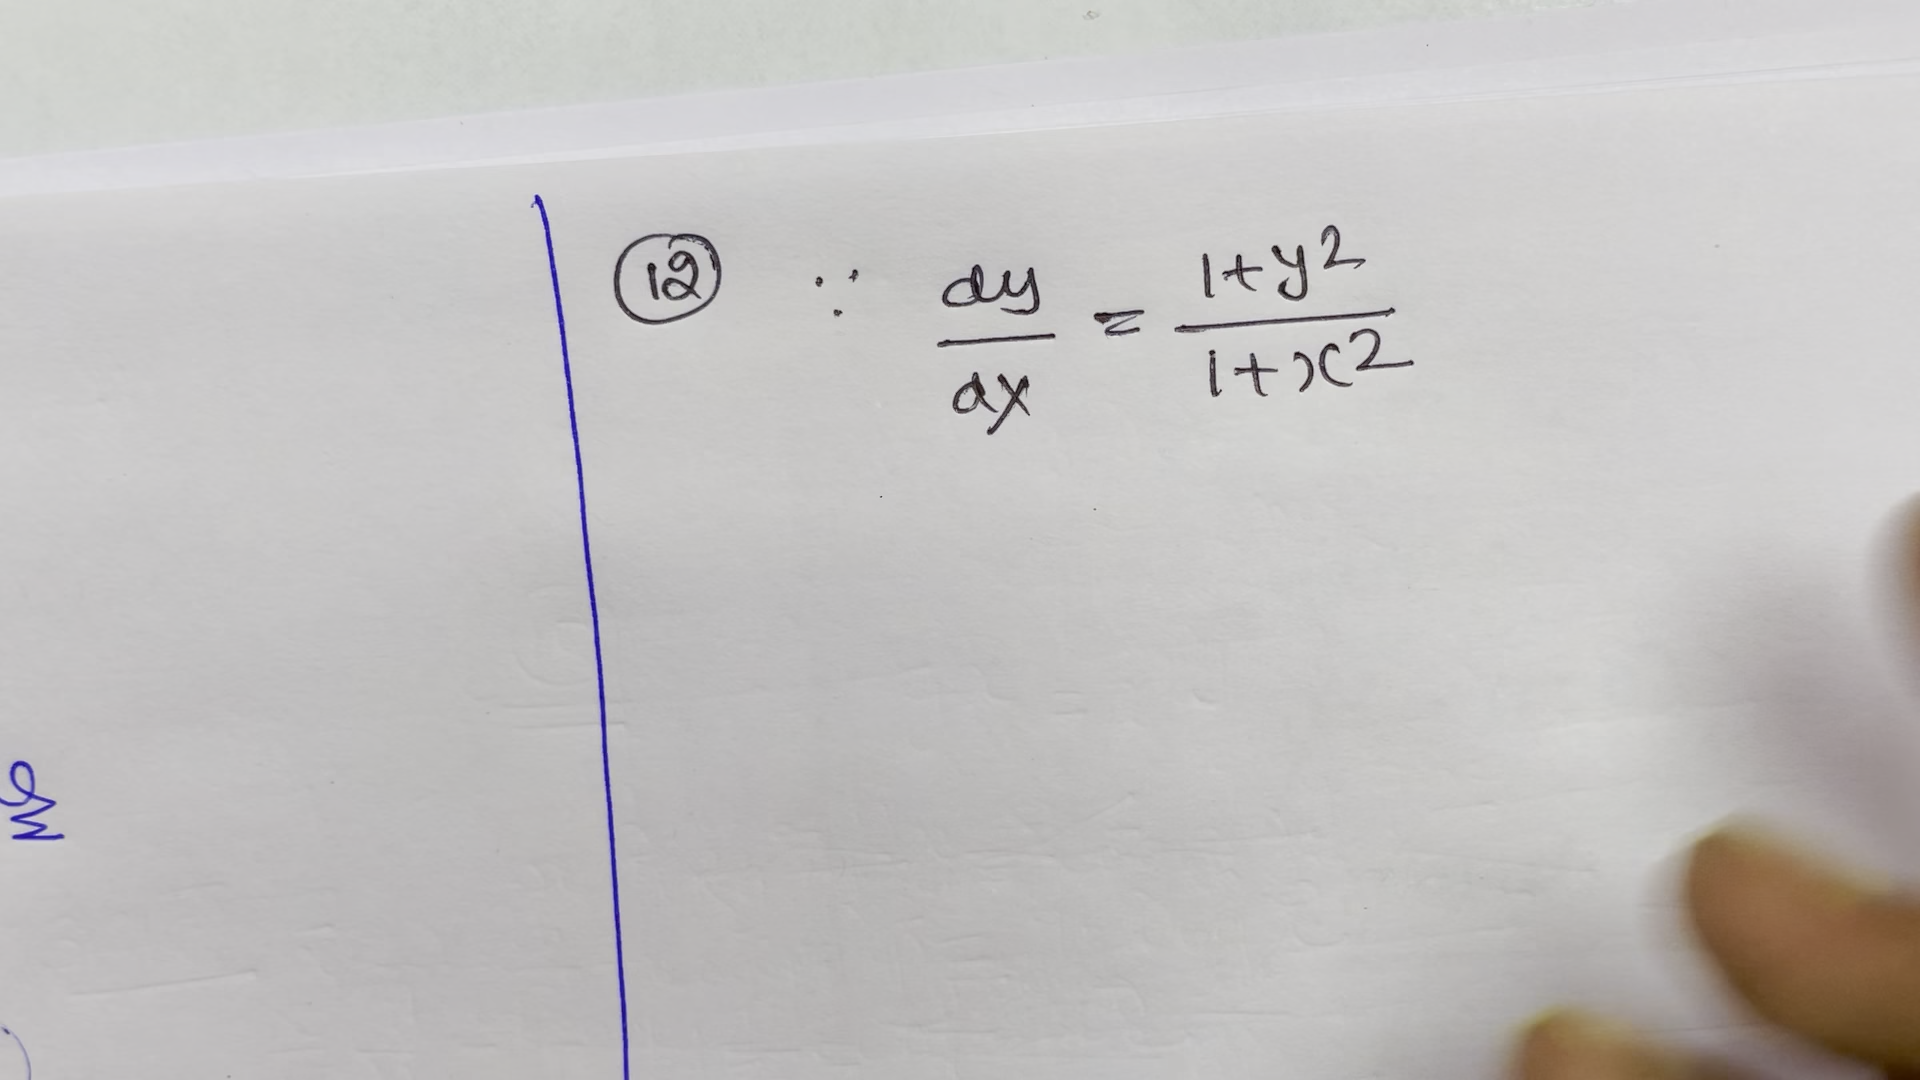 12 ∵ dy/dx = 1+y2/1+x2